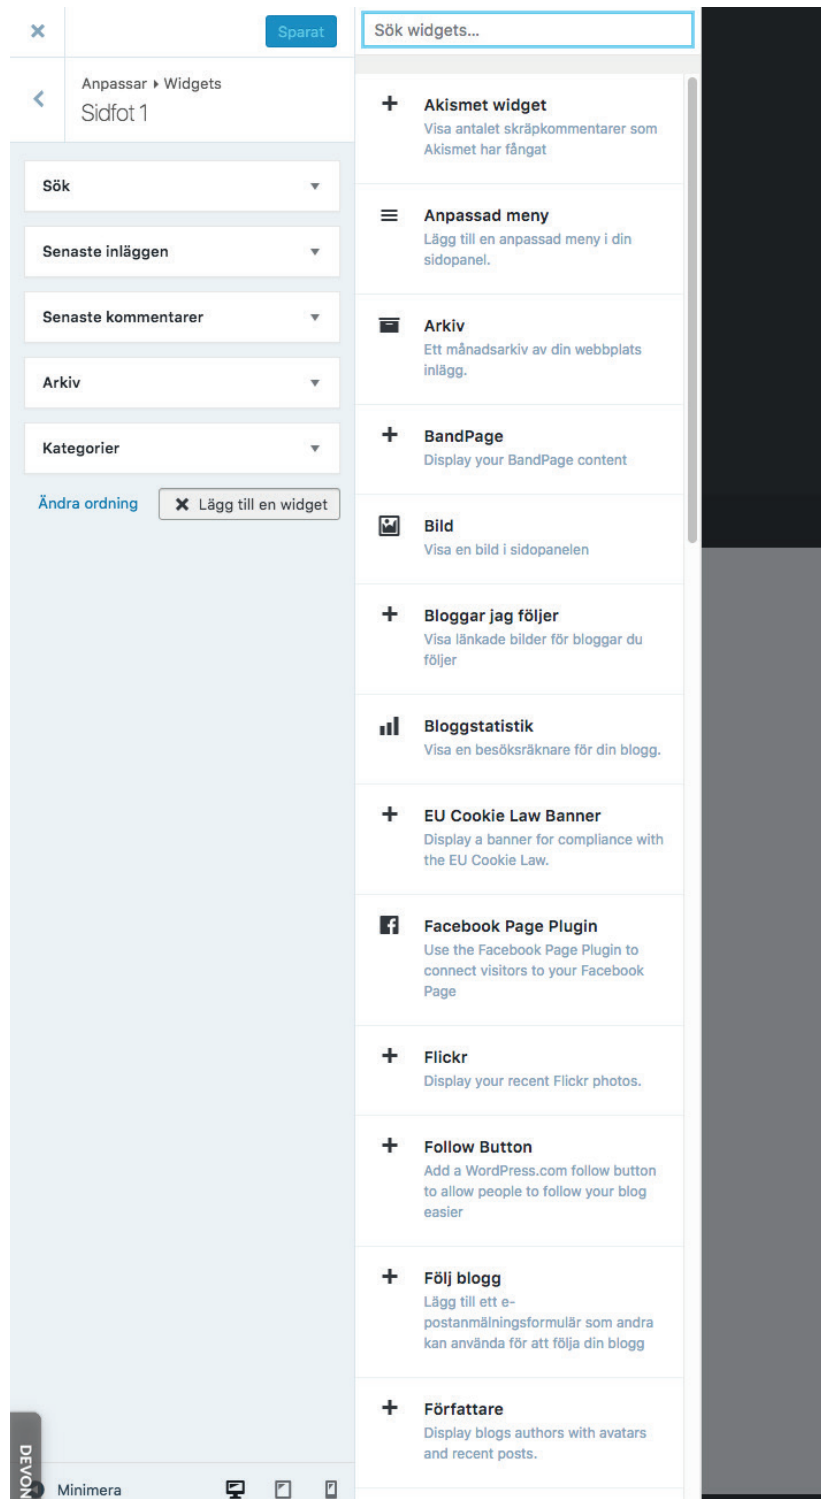 Sparat
Anpassar ▸ Widgets
Sidfot 1
Sök
Senaste inläggen
Senaste kommentarer
Arkiv
Kategorier
Ändra ordning
Lägg till en widget
Sök widgets...
Akismet widget
Visa antalet skräpkommentarer som
Akismet har fångat
Anpassad meny
Lägg till en anpassad meny i din
sidopanel.
Arkiv
Ett månadsarkiv av din webbplats
inlägg.
BandPage
Display your BandPage content
Bild
Visa en bild i sidopanelen
Bloggar jag följer
Visa länkade bilder för bloggar du
följer
Bloggstatistik
Visa en besöksräknare för din blogg.
EU Cookie Law Banner
Display a banner for compliance with
the EU Cookie Law.
Facebook Page Plugin
Use the Facebook Page Plugin to
connect visitors to your Facebook
Page
Flickr
Display your recent Flickr photos.
Follow Button
Add a WordPress.com follow button
to allow people to follow your blog
easier
Följ blogg
Lägg till ett e-
postanmälningsformulär som andra
kan använda för att följa din blogg
Författare
Display blogs authors with avatars
and recent posts.
DEVON
Minimera